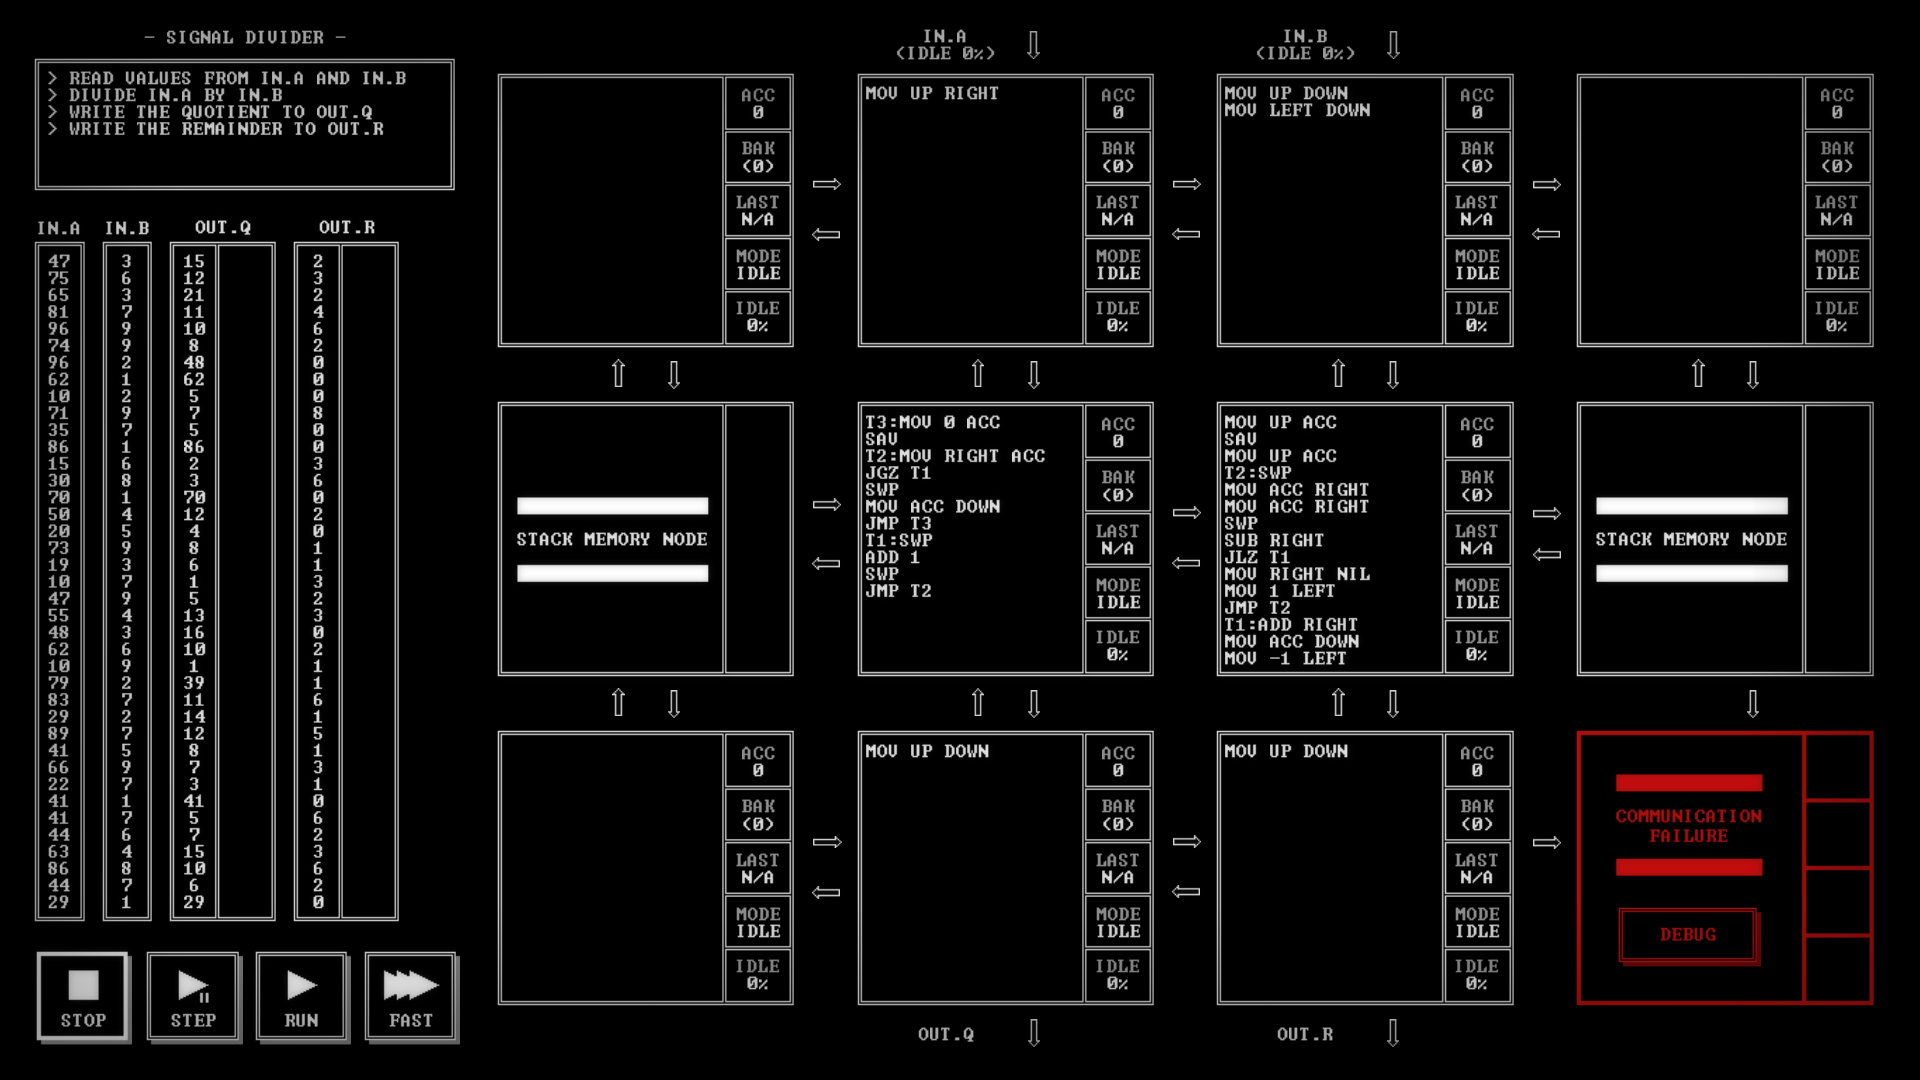 - SIGNAL DIVIDER -
> READ VALUES FROM IN.A AND IN.B
> DIVIDE IN.A BY IN.B
> WRITE THE QUOTIENT TO OUT.Q
> WRITE THE REMAINDER TO OUT.R
IN.A IN.B OUT.Q OUT.R
47 3 15 2
75 6 12 3
65 3 21 2
81 7 11 4
96 9 10 6
74 9 8 2
96 2 48 0
62 1 62 0
10 2 5 0
71 9 7 8
35 7 5 0
86 1 86 0
15 6 2 3
30 8 3 6
70 1 70 0
50 4 12 2
20 5 4 0
73 9 8 1
19 3 6 1
10 7 1 3
47 9 5 2
55 4 13 3
48 3 16 0
62 6 10 2
10 9 1 1
79 2 39 1
83 7 11 6
29 2 14 1
89 7 12 5
41 5 8 1
66 9 7 3
22 7 3 1
41 1 41 0
41 7 5 6
44 6 7 2
63 4 15 3
86 8 10 6
44 7 6 2
29 1 29 0
STOP
STEP
RUN
FAST
IN.A
(IDLE 0%)
IN.B
(IDLE 0%)
ACC
0
BAK
(0)
LAST
N/A
MODE
IDLE
IDLE
0%
MOV UP RIGHT
ACC
0
BAK
(0)
LAST
N/A
MODE
IDLE
IDLE
0%
MOV UP DOWN
MOV LEFT DOWN
ACC
0
BAK
(0)
LAST
N/A
MODE
IDLE
IDLE
0%
ACC
0
BAK
(0)
LAST
N/A
MODE
IDLE
IDLE
0%
STACK MEMORY NODE
T3:MOV 0 ACC
SAV
T2:MOV RIGHT ACC
JGZ T1
SWP
MOV ACC DOWN
JMP T3
T1:SWP
ADD 1
SWP
JMP T2
ACC
0
BAK
(0)
LAST
N/A
MODE
IDLE
IDLE
0%
MOV UP ACC
SAV
MOV UP ACC
T2:SWP
MOV ACC RIGHT
MOV ACC RIGHT
SWP
SUB RIGHT
JLZ T1
MOV RIGHT NIL
MOV 1 LEFT
JMP T2
T1:ADD RIGHT
MOV ACC DOWN
MOV -1 LEFT
ACC
0
BAK
(0)
LAST
N/A
MODE
IDLE
IDLE
0%
STACK MEMORY NODE
ACC
0
BAK
(0)
LAST
N/A
MODE
IDLE
IDLE
0%
MOV UP DOWN
ACC
0
BAK
(0)
LAST
N/A
MODE
IDLE
IDLE
0%
MOV UP DOWN
ACC
0
BAK
(0)
LAST
N/A
MODE
IDLE
IDLE
0%
COMMUNICATION
FAILURE
DEBUG
OUT.Q
OUT.R